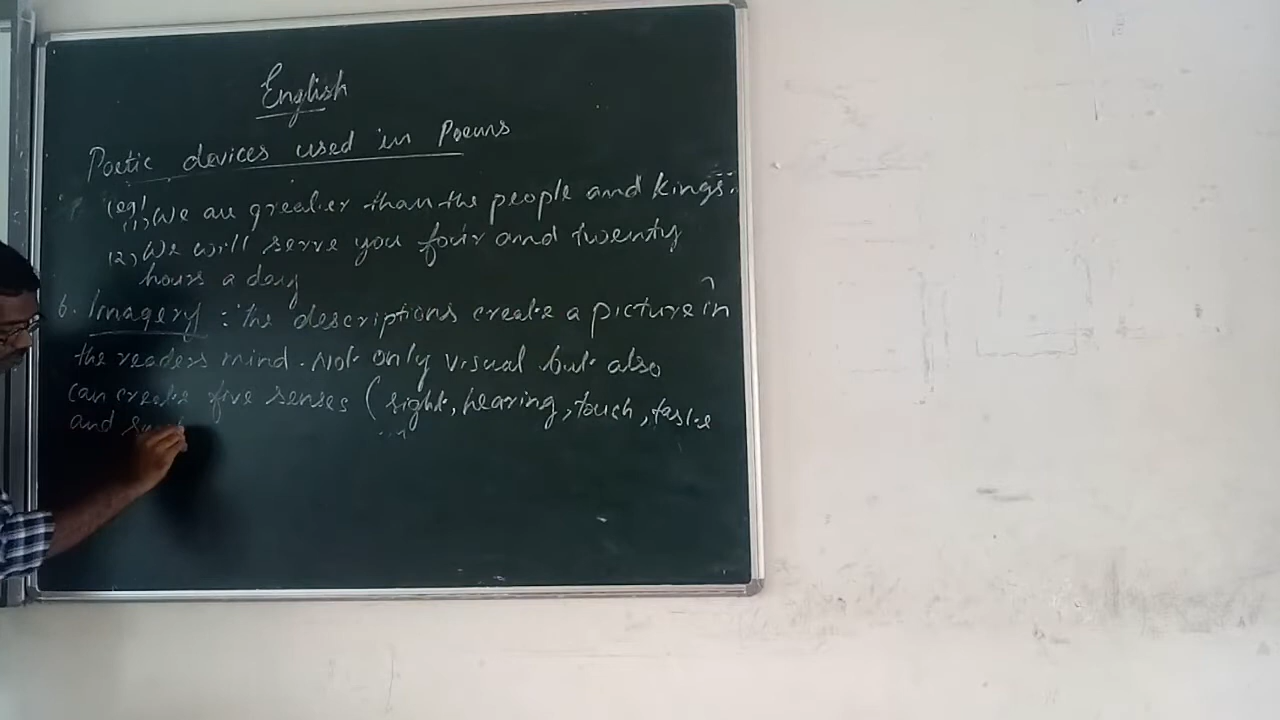 English
Poetic devices used in Poems
(eg) (1) We are greater than the people and kings.
(2) We will serve you four and twenty
hours a day
6. Imagery : The descriptions create a picture in
the readers mind. Not only visual but also
can create five senses (sight, hearing, touch, taste
and